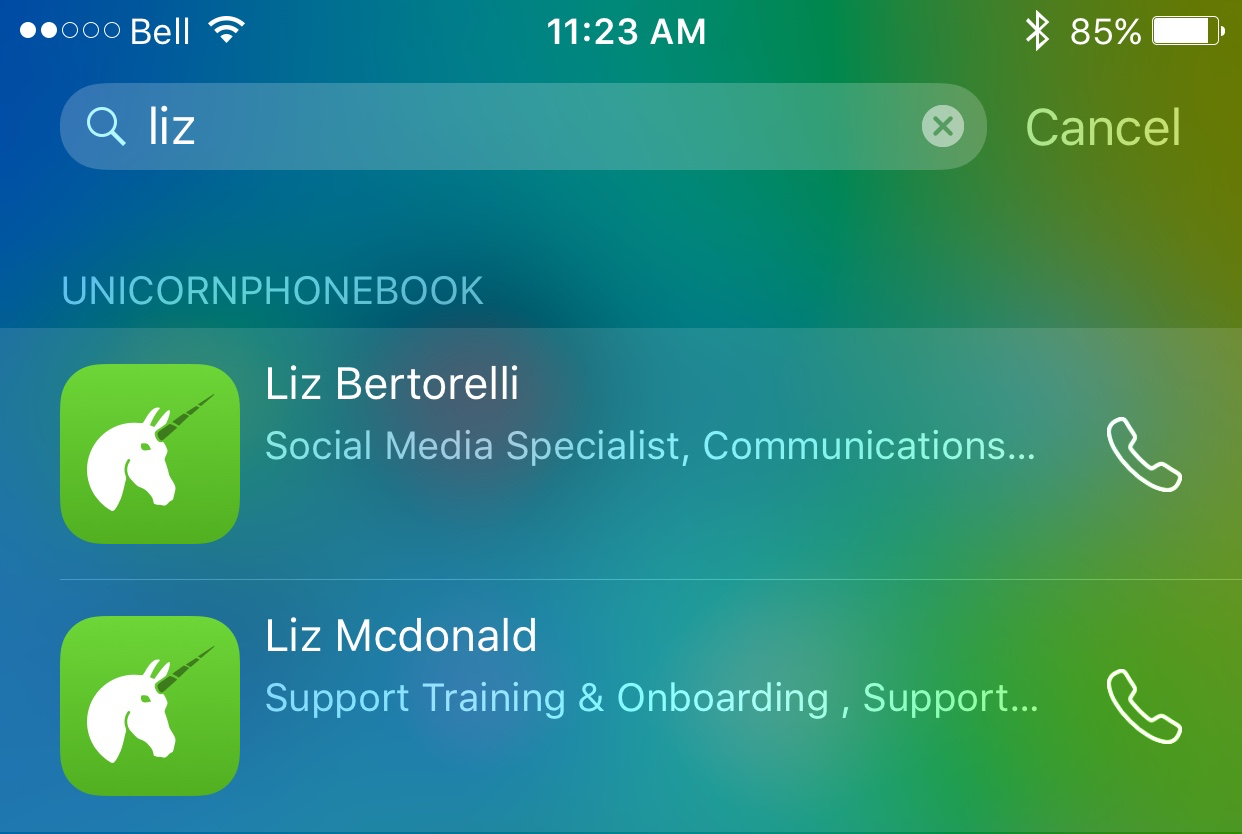 Bell 11:23 AM 85%
liz Cancel
UNICORNPHONEBOOK
Liz Bertorelli
Social Media Specialist, Communications...
Liz Mcdonald
Support Training & Onboarding , Support...